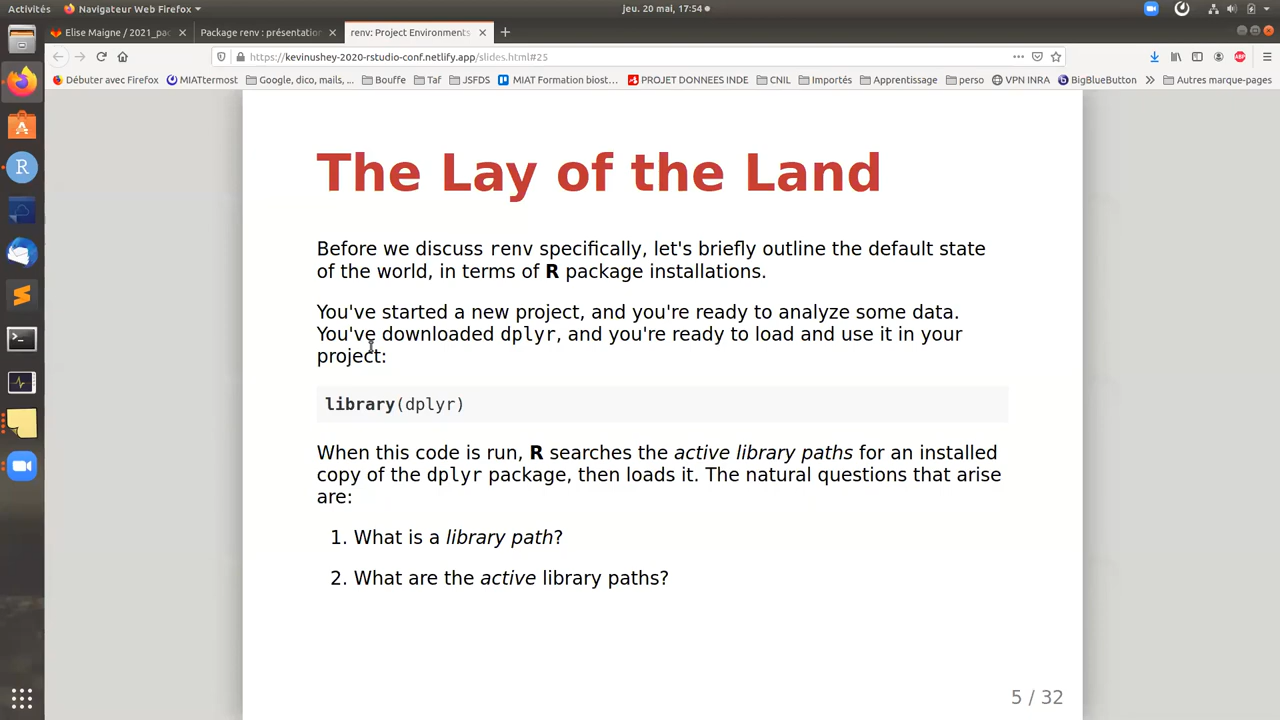 Activités
Navigateur Web Firefox
jeu. 20 mai, 17:54
Elise Maigne / 2021_pac
Package renv : présentation
renv: Project Environments
https://kevinushey-2020-rstudio-conf.netlify.app/slides.html#25
Débuter avec Firefox
MIATtermost
Google, dico, mails, ...
Bouffe
Taf
JSFDS
MIAT Formation biost...
PROJET DONNEES INDE
CNIL
Importés
Apprentissage
perso
VPN INRA
BigBlueButton
Autres marque-pages
The Lay of the Land
Before we discuss renv specifically, let's briefly outline the default state
of the world, in terms of R package installations.
You've started a new project, and you're ready to analyze some data.
You've downloaded dplyr, and you're ready to load and use it in your
project:
library(dplyr)
When this code is run, R searches the active library paths for an installed
copy of the dplyr package, then loads it. The natural questions that arise
are:
1. What is a library path?
2. What are the active library paths?
5 / 32